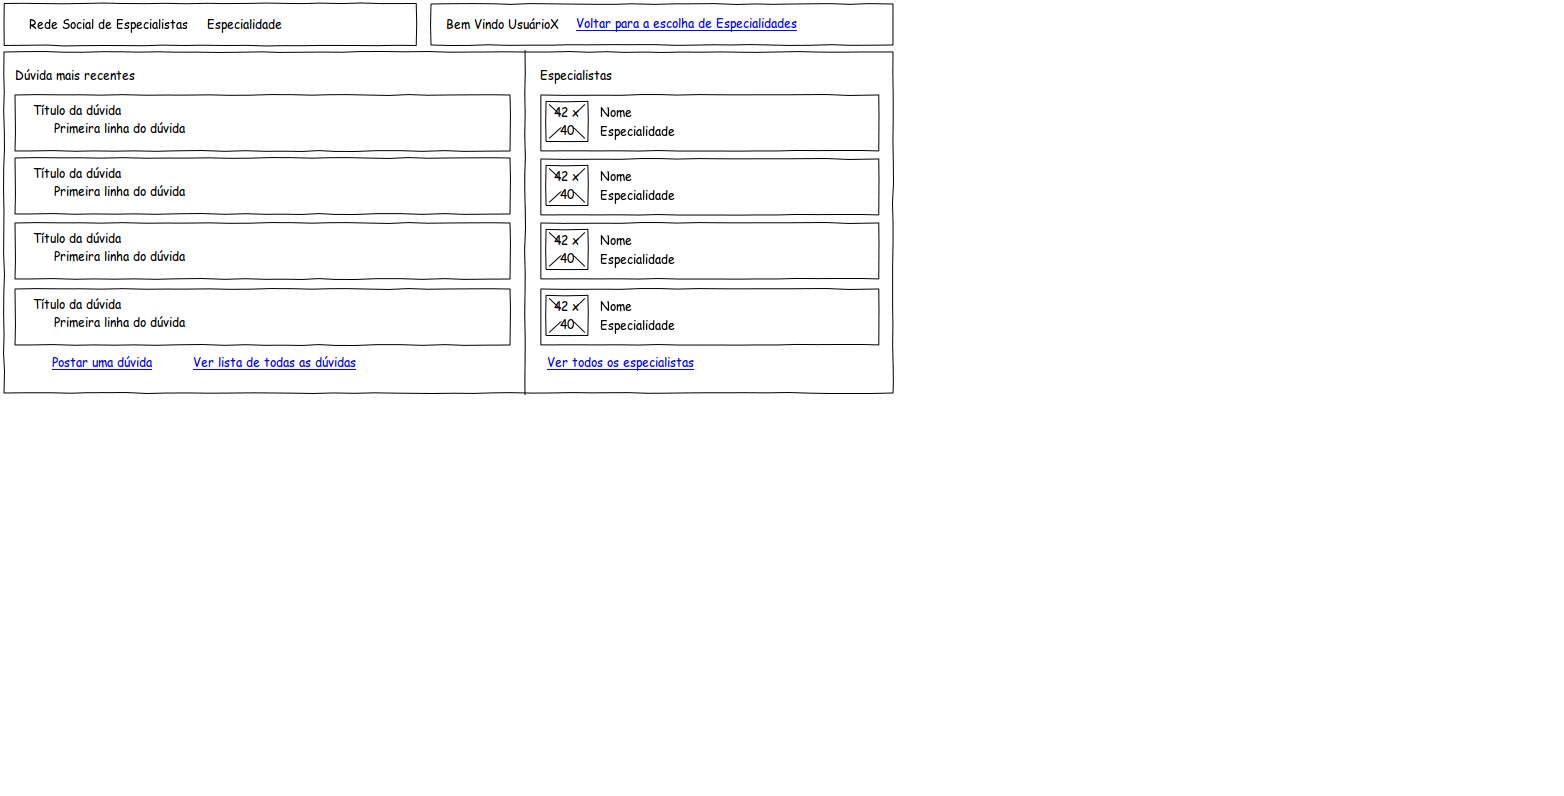 Rede Social de Especialistas Especialidade
Bem Vindo UsuárioX Voltar para a escolha de Especialidades
Dúvida mais recentes
Título da dúvida
Primeira linha do dúvida
Título da dúvida
Primeira linha do dúvida
Título da dúvida
Primeira linha do dúvida
Título da dúvida
Primeira linha do dúvida
Postar uma dúvida Ver lista de todas as dúvidas
Especialistas
42 x
40
Nome
Especialidade
42 x
40
Nome
Especialidade
42 x
40
Nome
Especialidade
42 x
40
Nome
Especialidade
Ver todos os especialistas